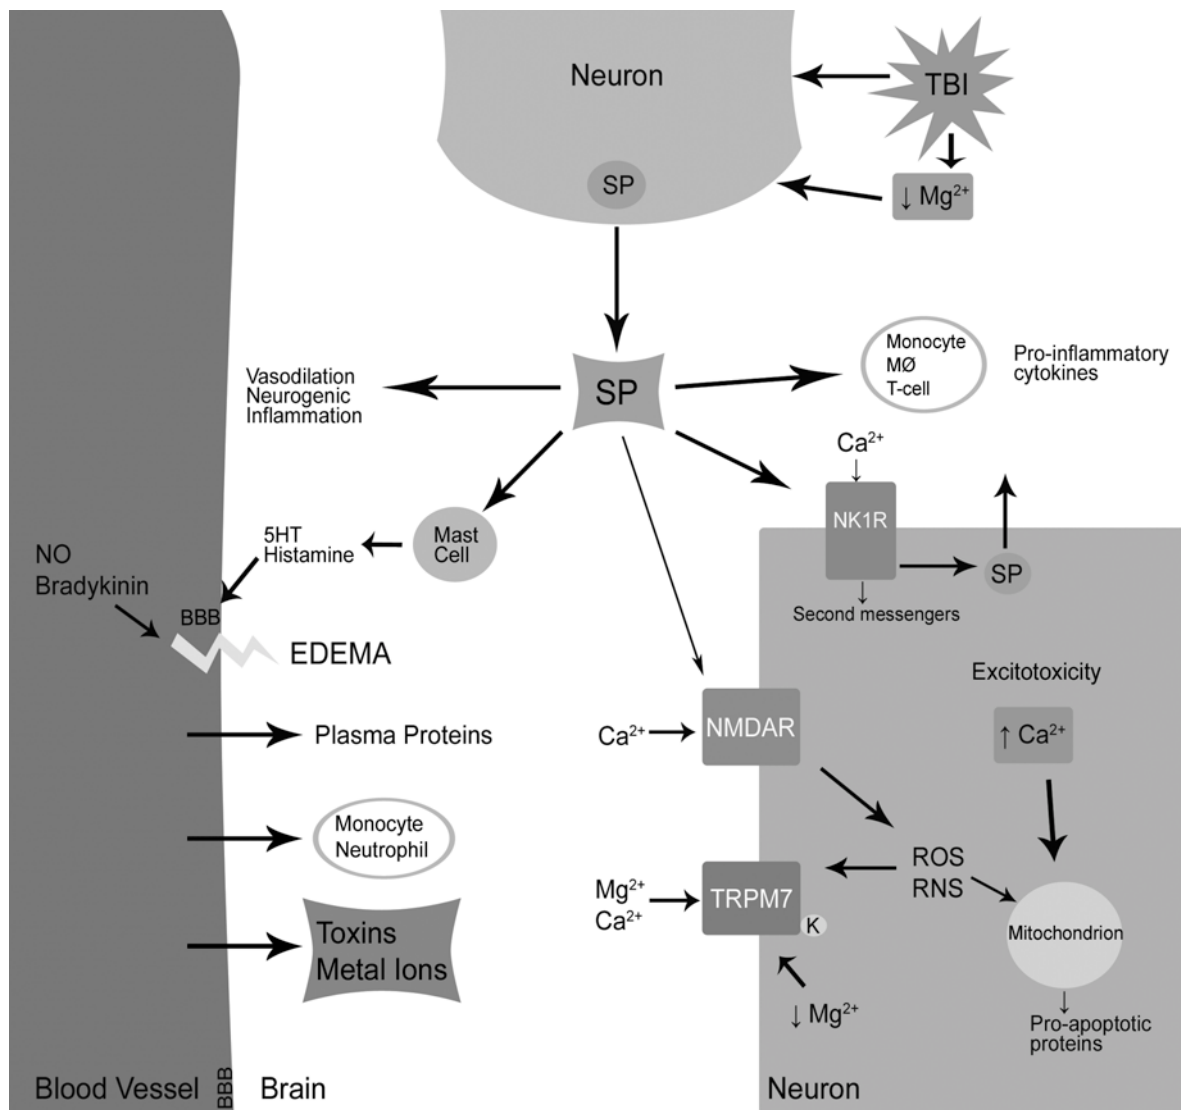 Neuron
TBI
SP
↓ Mg²⁺
SP
Vasodilation
Neurogenic
Inflammation
Monocyte
MØ
T-cell
Pro-inflammatory
cytokines
Ca²⁺
NK1R
SP
Second messengers
Mast
Cell
5HT
Histamine
NO
Bradykinin
BBB
EDEMA
Excitotoxicity
↑ Ca²⁺
Ca²⁺
NMDAR
Plasma Proteins
Monocyte
Neutrophil
ROS
RNS
Mg²⁺
Ca²⁺
TRPM7
K
Mitochondrion
Toxins
Metal Ions
↓ Mg²⁺
Pro-apoptotic
proteins
Blood Vessel
BBB
Brain
Neuron